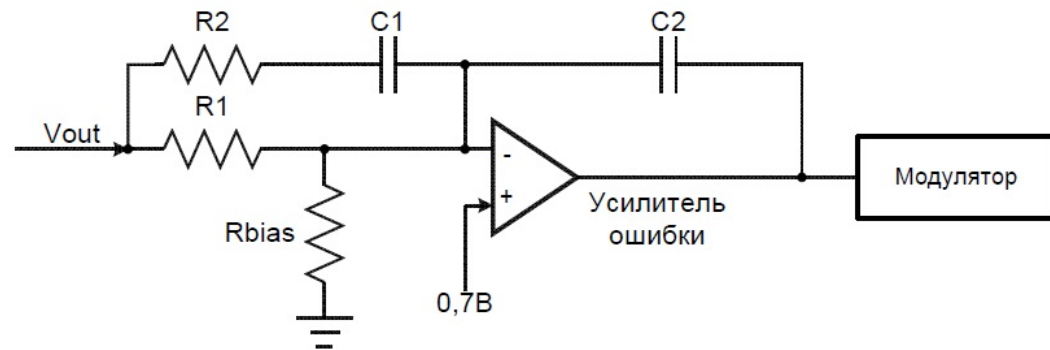 R2
C1
C2
R1
Vout
-
+
Rbias
Усилитель
ошибки
Модулятор
0,7В